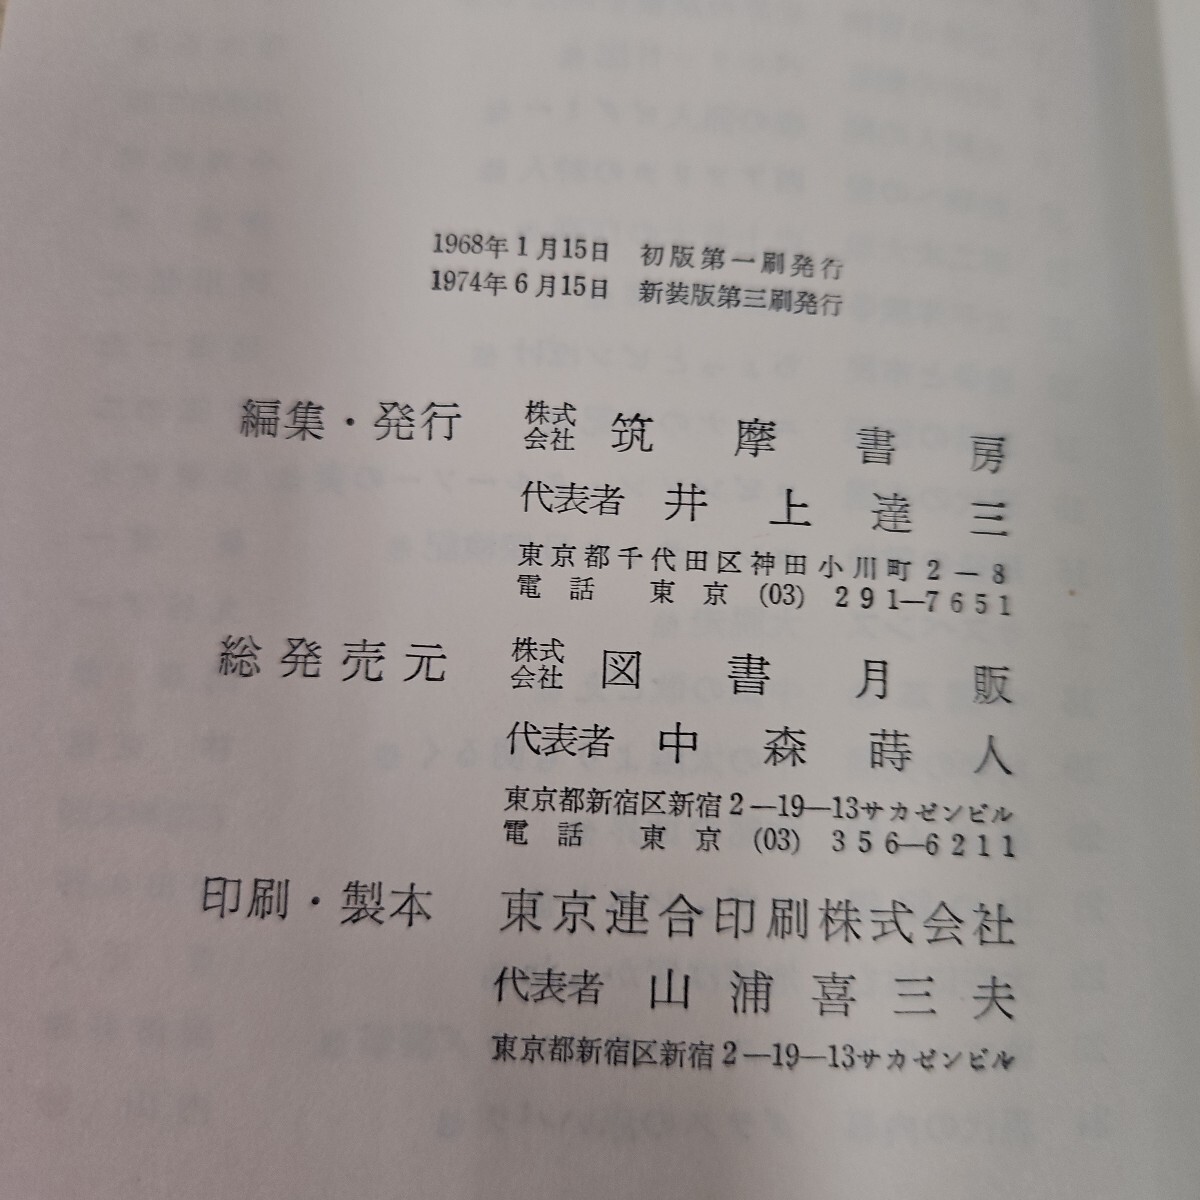 1968年1月15日 初版第一刷発行
1974年6月15日 新装版第三刷発行
編集・発行 株式会社 筑摩書房
代表者 井上達三
東京都千代田区神田小川町2―8
電話 東京 (03) 291―7651
総発売元 株式会社 図書月販
代表者 中森蒔人
東京都新宿区新宿2―19―13サカゼンビル
電話 東京 (03) 356―6211
印刷・製本 東京連合印刷株式会社
代表者 山浦喜三夫
東京都新宿区新宿2―19―13サカゼンビル